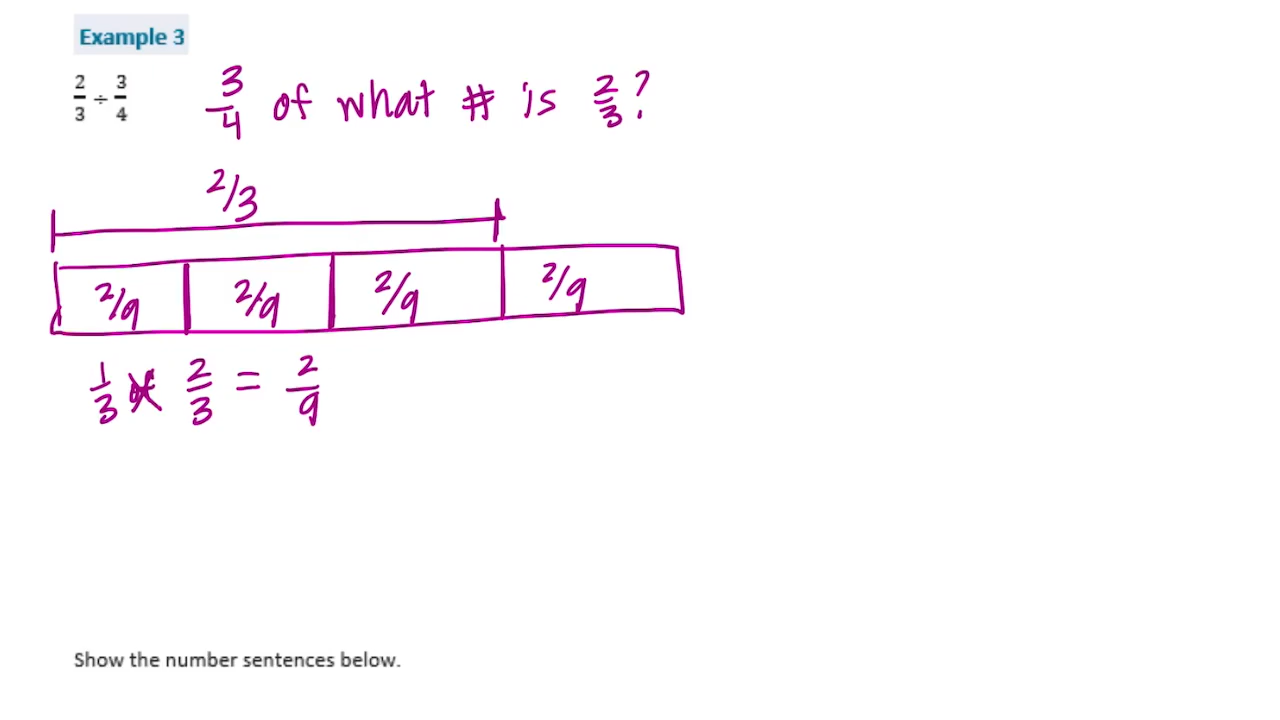 Example 3
2/3 ÷ 3/4
3/4 of what # is 2/3?
2/3
2/9 2/9 2/9 2/9
1/3 × 2/3 = 2/9
Show the number sentences below.